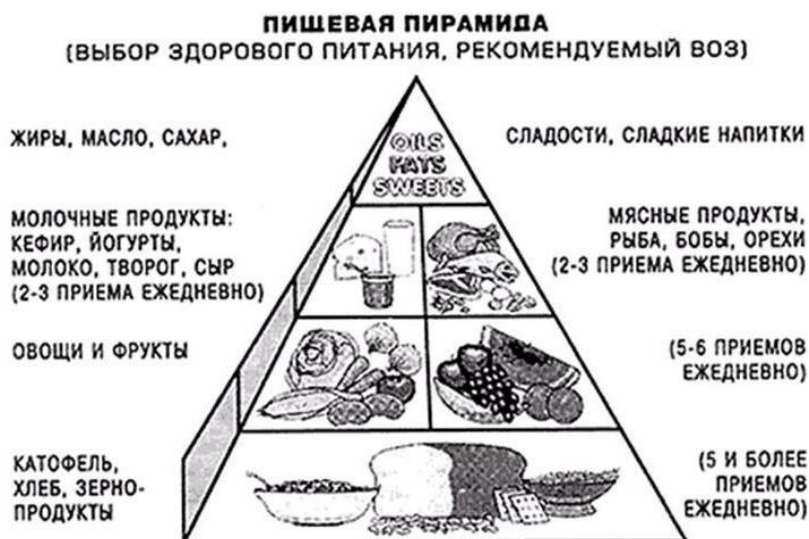 ПИЩЕВАЯ ПИРАМИДА
(ВЫБОР ЗДОРОВОГО ПИТАНИЯ, РЕКОМЕНДУЕМЫЙ ВОЗ)
ЖИРЫ, МАСЛО, САХАР,
OILS
FATS
SWEETS
СЛАДОСТИ, СЛАДКИЕ НАПИТКИ
МОЛОЧНЫЕ ПРОДУКТЫ:
КЕФИР, ЙОГУРТЫ,
МОЛОКО, ТВОРОГ, СЫР
(2-3 ПРИЕМА ЕЖЕДНЕВНО)
МЯСНЫЕ ПРОДУКТЫ,
РЫБА, БОБЫ, ОРЕХИ
(2-3 ПРИЕМА ЕЖЕДНЕВНО)
ОВОЩИ И ФРУКТЫ
(5-6 ПРИЕМОВ
ЕЖЕДНЕВНО)
КАТОФЕЛЬ,
ХЛЕБ, ЗЕРНО-
ПРОДУКТЫ
(5 И БОЛЕЕ
ПРИЕМОВ
ЕЖЕДНЕВНО)